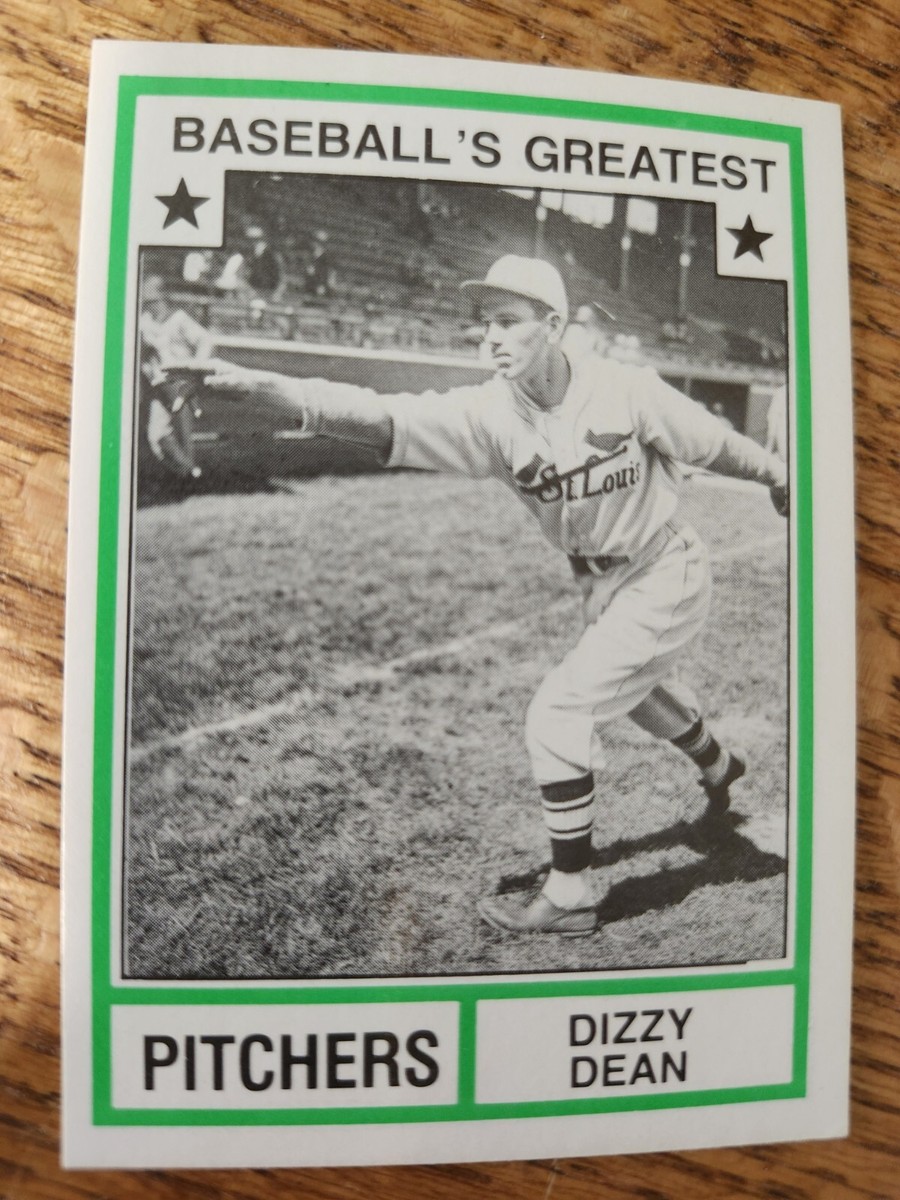 BASEBALL'S GREATEST
St. Louis
PITCHERS
DIZZY
DEAN